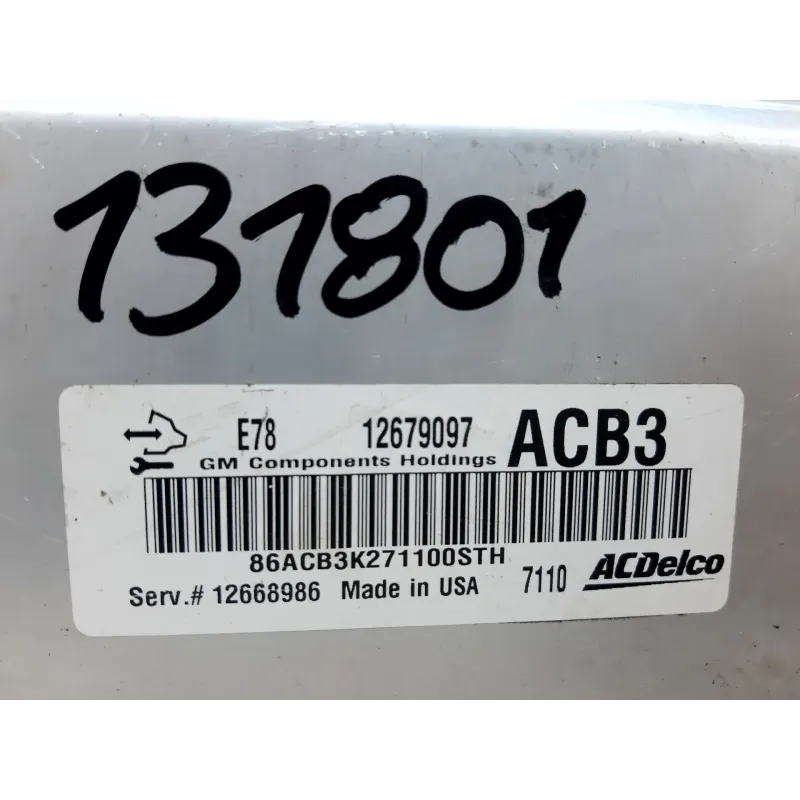 131801
E78 12679097 ACB3
GM Components Holdings
86ACB3K271100STH
Serv.# 12668986 Made in USA 7110 ACDelco